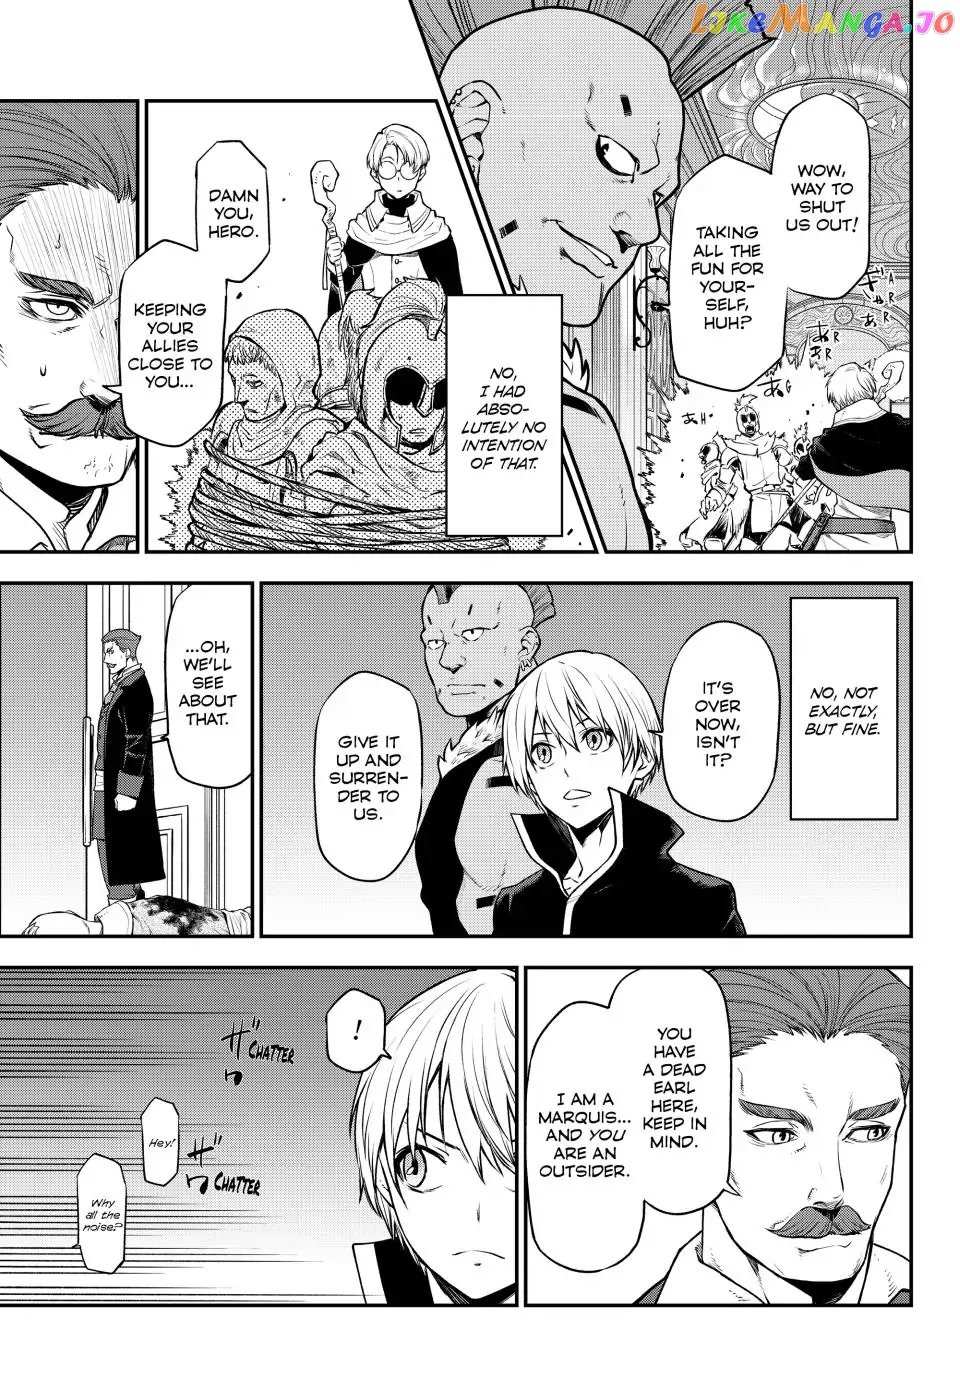 LIKEMANGA.IO
WOW,
WAY TO
SHUT
US OUT!
TAKING
ALL THE
FUN FOR
YOUR-
SELF,
HUH?
NO,
I HAD
ABSO-
LUTELY NO
INTENTION
OF THAT.
DAMN
YOU,
HERO.
KEEPING
YOUR
ALLIES
CLOSE TO
YOU...
NO, NOT
EXACTLY,
BUT FINE.
IT'S
OVER
NOW,
ISN'T
IT?
GIVE IT
UP AND
SURREN-
DER TO
US.
...OH,
WE'LL
SEE
ABOUT
THAT.
YOU
HAVE
A DEAD
EARL
HERE,
KEEP IN
MIND.
I AM A
MARQUIS...
AND YOU
ARE AN
OUTSIDER.
!
CHATTER
Hey!
CHATTER
Why
all the
noise?